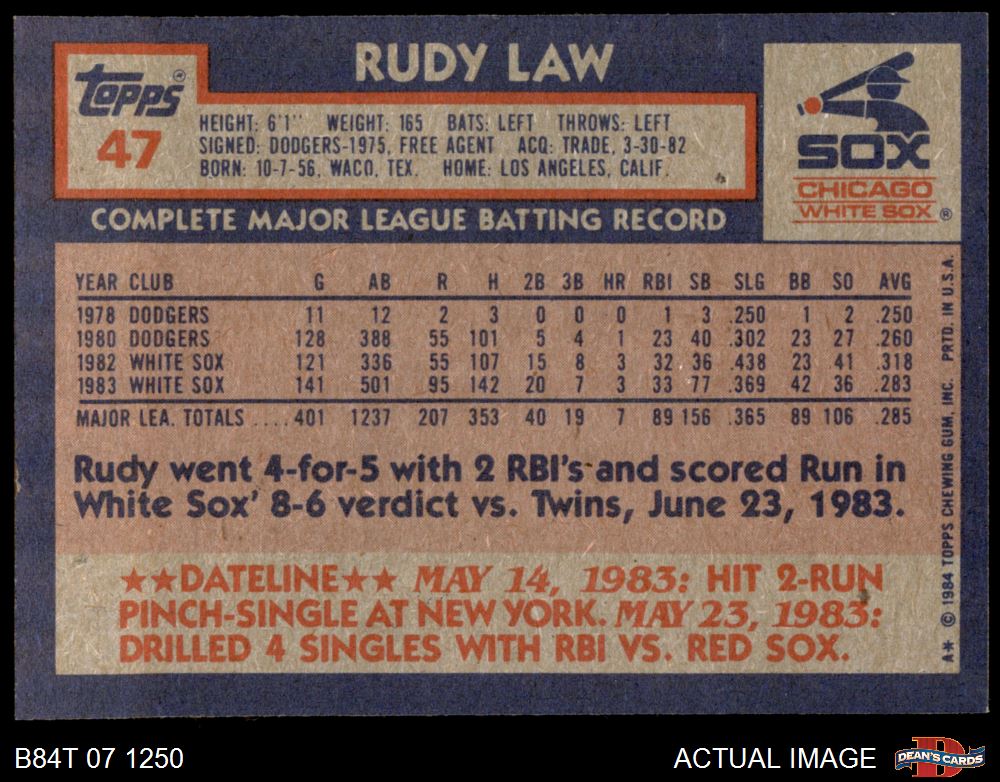 RUDY LAW
Topps®
47
HEIGHT: 6'1" WEIGHT: 165 BATS: LEFT THROWS: LEFT
SIGNED: DODGERS-1975, FREE AGENT ACQ: TRADE, 3-30-82
BORN: 10-7-56, WACO, TEX. HOME: LOS ANGELES, CALIF.
SOX
CHICAGO
WHITE SOX ®
COMPLETE MAJOR LEAGUE BATTING RECORD
YEAR CLUB G AB R H 2B 3B HR RBI SB SLG BB SO AVG
1978 DODGERS 11 12 2 3 0 0 0 1 3 .250 1 2 .250
1980 DODGERS 128 388 55 101 5 4 1 23 40 .302 23 27 .260
1982 WHITE SOX 121 336 55 107 15 8 3 32 36 .438 23 41 .318
1983 WHITE SOX 141 501 95 142 20 7 3 33 77 .369 42 36 .283
MAJOR LEA. TOTALS ....401 1237 207 353 40 19 7 89 156 .365 89 106 .285
Rudy went 4-for-5 with 2 RBI's and scored Run in
White Sox' 8-6 verdict vs. Twins, June 23, 1983.
★★DATELINE★★ MAY 14, 1983: HIT 2-RUN
PINCH-SINGLE AT NEW YORK. MAY 23, 1983:
DRILLED 4 SINGLES WITH RBI VS. RED SOX.
A* © 1984 TOPPS CHEWING GUM, INC. PRTD. IN U.S.A.
B84T 07 1250
ACTUAL IMAGE
D
DEAN'S CARDS